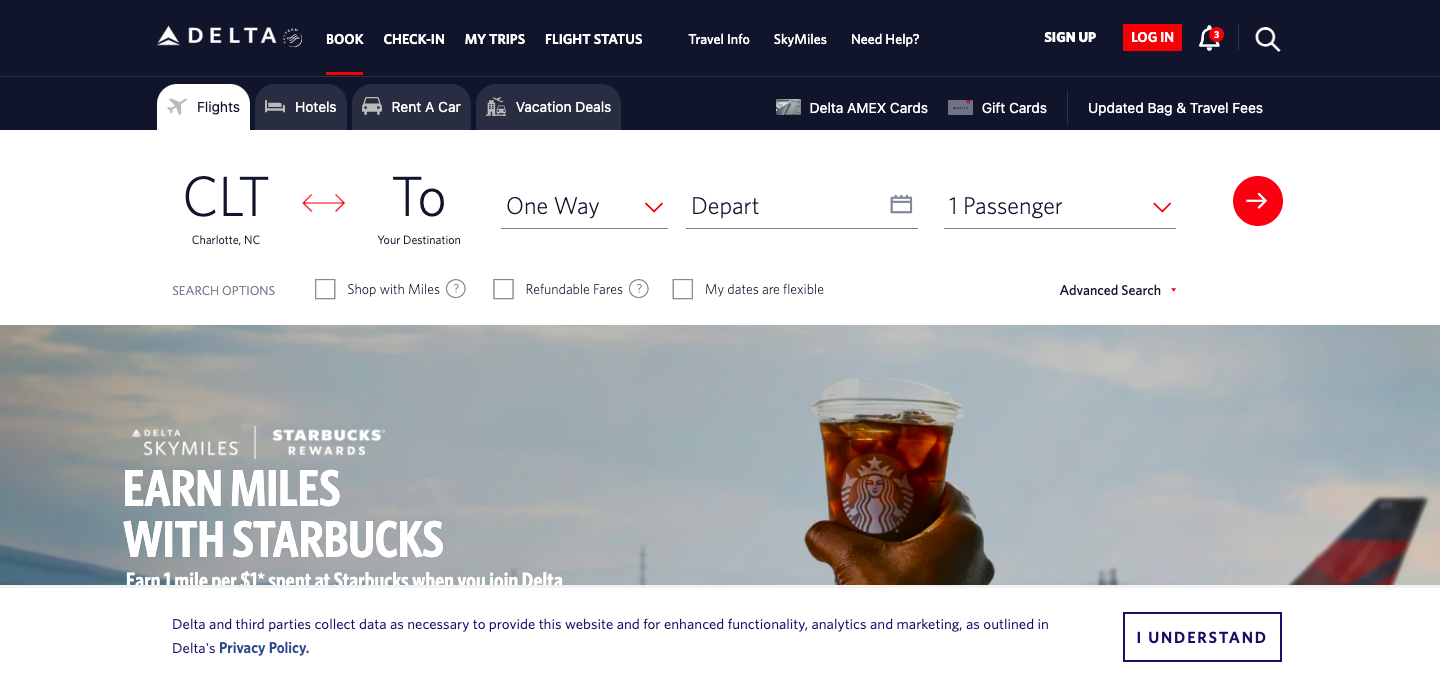 DELTA
BOOK
CHECK-IN
MY TRIPS
FLIGHT STATUS
Travel Info
SkyMiles
Need Help?
SIGN UP
LOG IN
3
Flights
Hotels
Rent A Car
Vacation Deals
Delta AMEX Cards
Gift Cards
Updated Bag & Travel Fees
CLT
Charlotte, NC
To
Your Destination
One Way
Depart
1 Passenger
SEARCH OPTIONS
Shop with Miles ?
Refundable Fares ?
My dates are flexible
Advanced Search
DELTA
SKYMILES
STARBUCKS®
REWARDS
EARN MILES
WITH STARBUCKS
Earn 1 mile per $1* spent at Starbucks when you join Delta
Delta and third parties collect data as necessary to provide this website and for enhanced functionality, analytics and marketing, as outlined in
Delta's Privacy Policy.
I UNDERSTAND